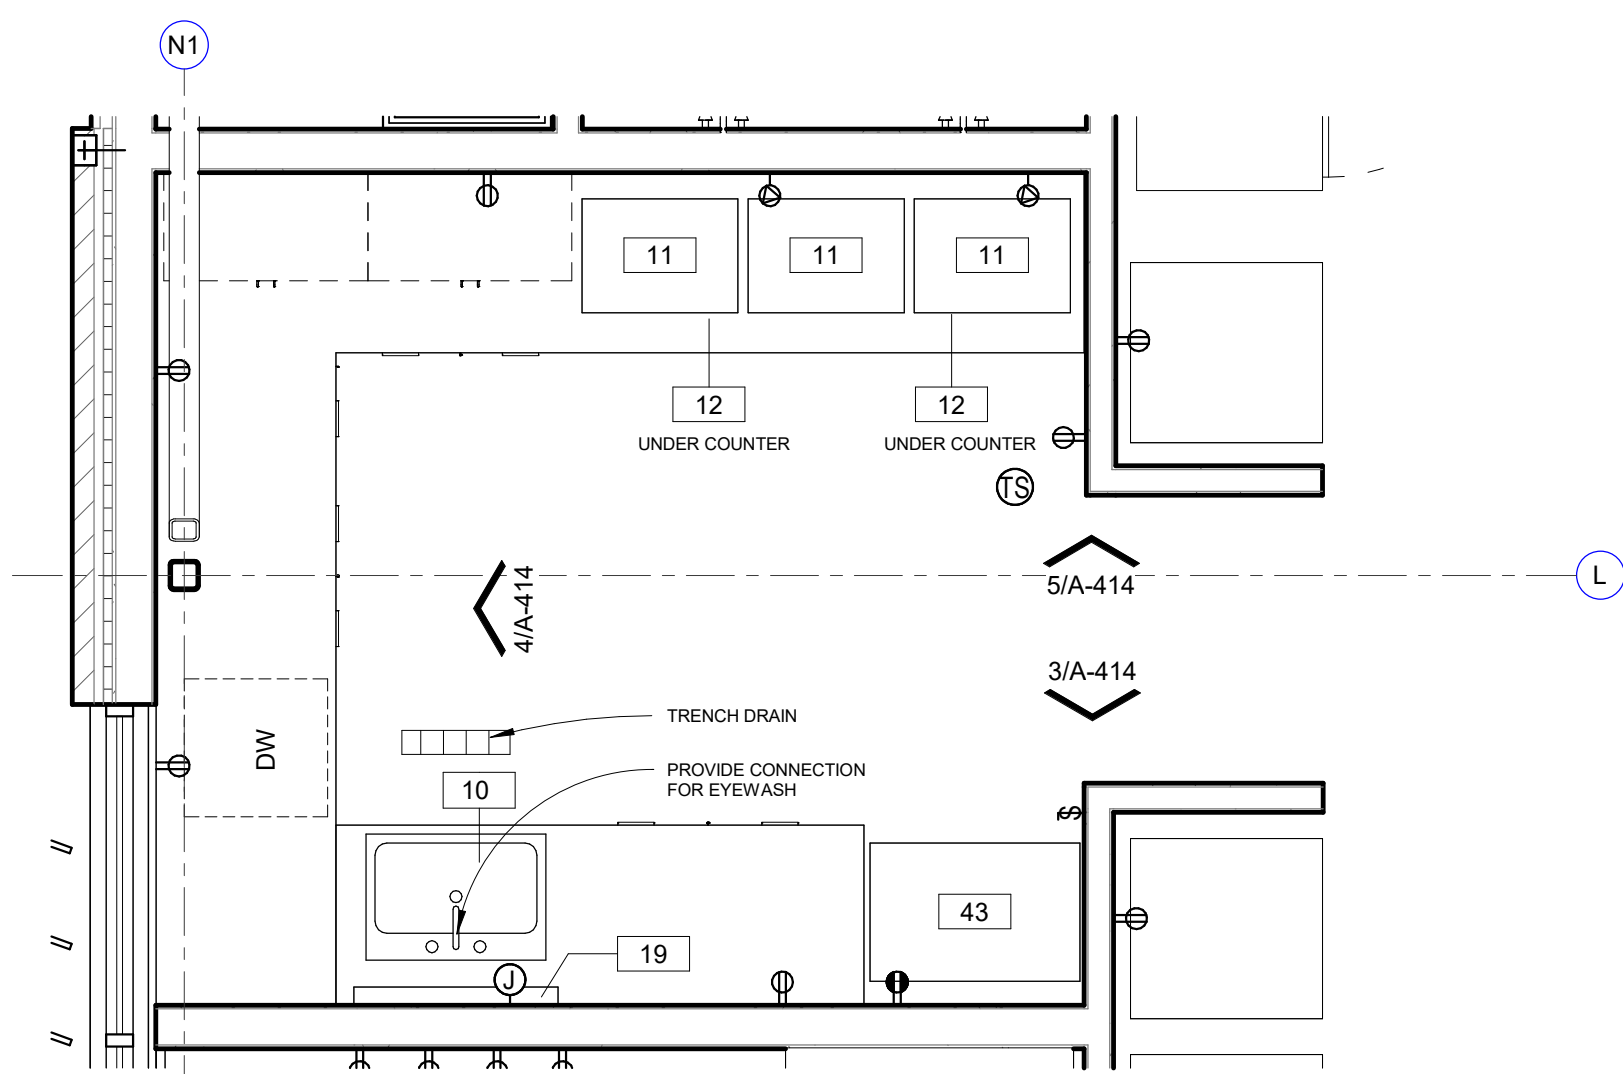 N1
11
11
11
12
12
UNDER COUNTER
UNDER COUNTER
TS
L
5/A-414
4/A-414
3/A-414
TRENCH DRAIN
DW
PROVIDE CONNECTION
FOR EYEWASH
10
S
43
19
J